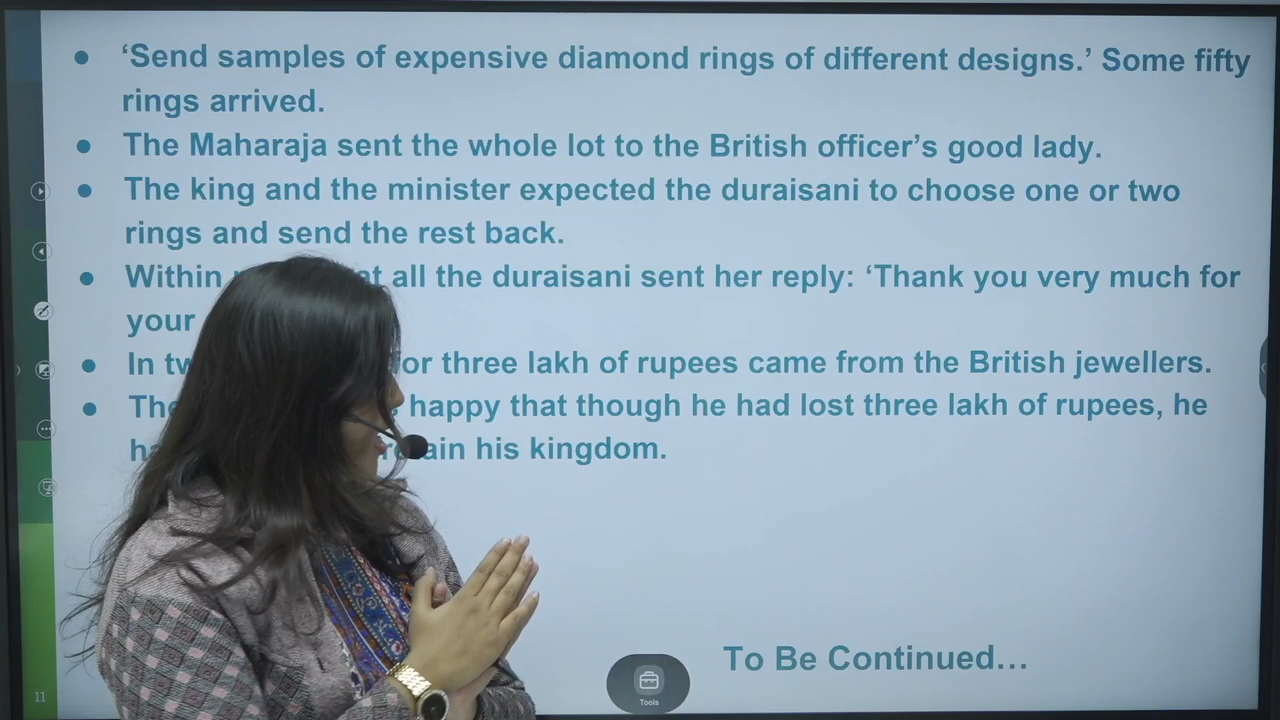 • ‘Send samples of expensive diamond rings of different designs.’ Some fifty
rings arrived.
• The Maharaja sent the whole lot to the British officer’s good lady.
• The king and the minister expected the duraisani to choose one or two
rings and send the rest back.
• Within all the duraisani sent her reply: ‘Thank you very much for
your
• In for three lakh of rupees came from the British jewellers.
• The happy that though he had lost three lakh of rupees, he
his kingdom.
To Be Continued…
Tools
11